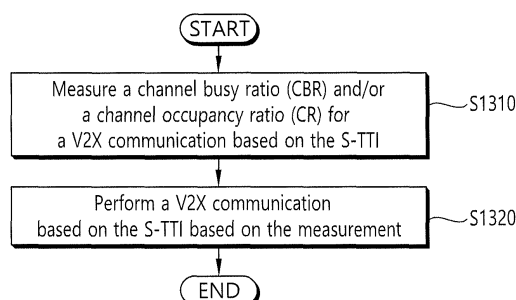 START
Measure a channel busy ratio (CBR) and/or
a channel occupancy ratio (CR) for
a V2X communication based on the S-TTI
S1310
Perform a V2X communication
based on the S-TTI based on the measurement
S1320
END